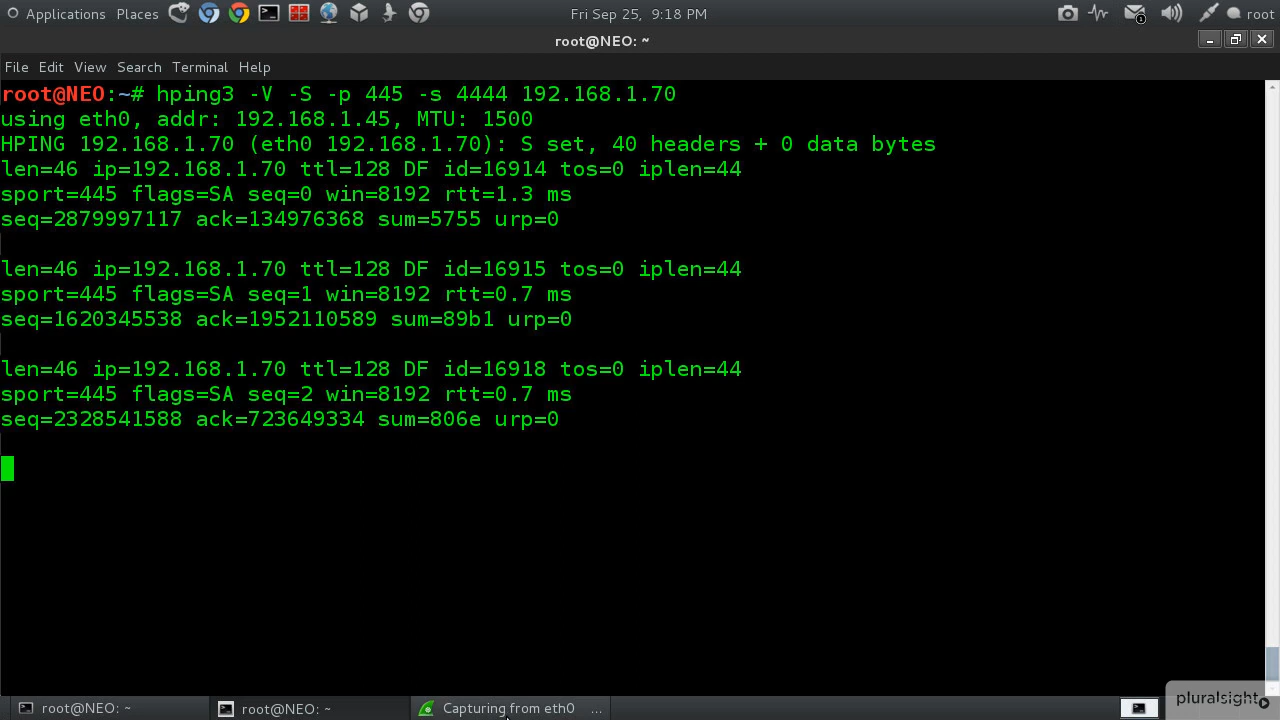 Applications Places Fri Sep 25, 9:18 PM 1 root
root@NEO: ~
File Edit View Search Terminal Help
root@NEO:~# hping3 -V -S -p 445 -s 4444 192.168.1.70
using eth0, addr: 192.168.1.45, MTU: 1500
HPING 192.168.1.70 (eth0 192.168.1.70): S set, 40 headers + 0 data bytes
len=46 ip=192.168.1.70 ttl=128 DF id=16914 tos=0 iplen=44
sport=445 flags=SA seq=0 win=8192 rtt=1.3 ms
seq=2879997117 ack=134976368 sum=5755 urp=0
len=46 ip=192.168.1.70 ttl=128 DF id=16915 tos=0 iplen=44
sport=445 flags=SA seq=1 win=8192 rtt=0.7 ms
seq=1620345538 ack=1952110589 sum=89b1 urp=0
len=46 ip=192.168.1.70 ttl=128 DF id=16918 tos=0 iplen=44
sport=445 flags=SA seq=2 win=8192 rtt=0.7 ms
seq=2328541588 ack=723649334 sum=806e urp=0
root@NEO: ~ root@NEO: ~ Capturing from eth0 ... pluralsight